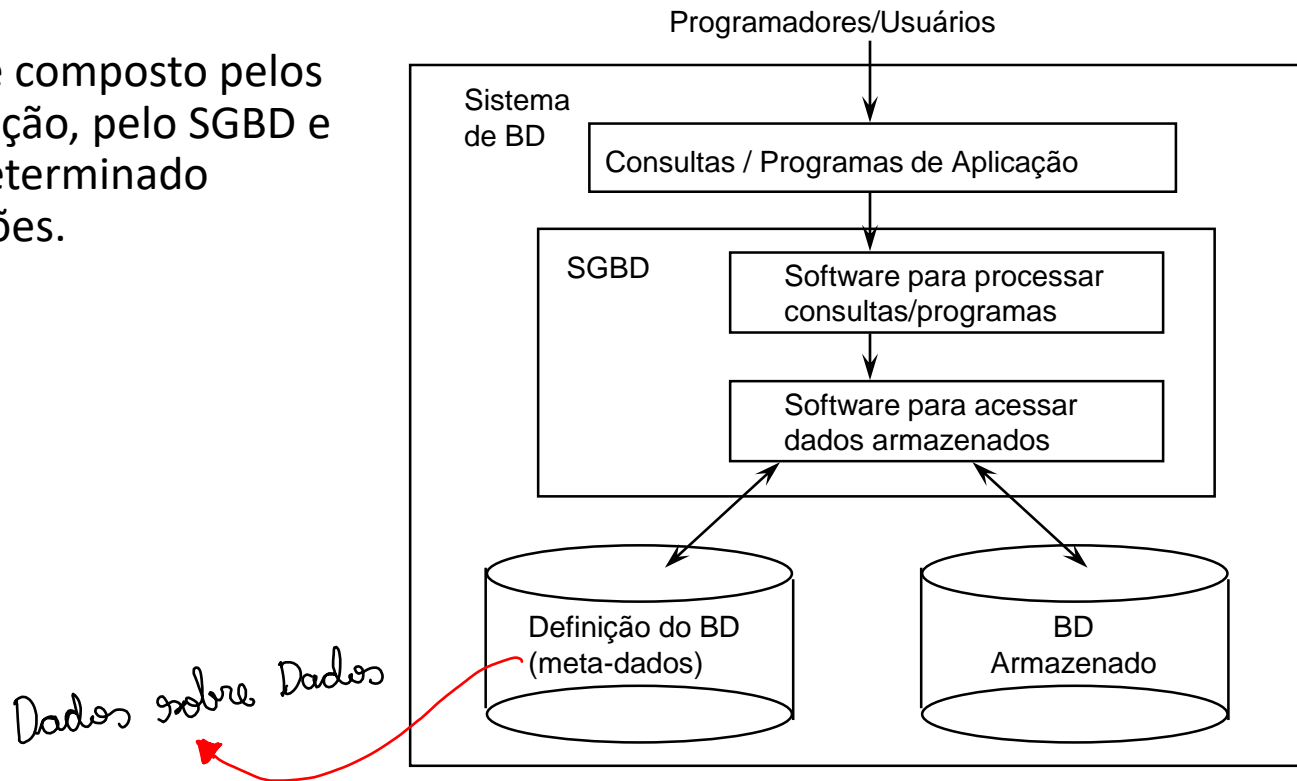 é composto pelos
ção, pelo SGBD e
eterminado
ões.
Programadores/Usuários
Sistema
de BD
Consultas / Programas de Aplicação
SGBD
Software para processar
consultas/programas
Software para acessar
dados armazenados
Definição do BD
(meta-dados)
BD
Armazenado
Dados sobre Dados